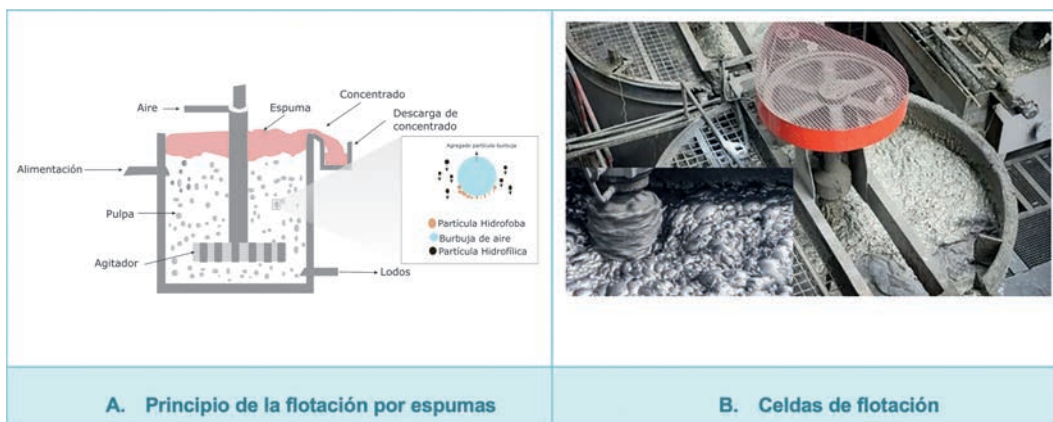 Aire
Espuma
Concentrado
Descarga de
concentrado
Alimentación
Pulpa
Agitador
Lodos
Agregado partículo burbuja
Partícula Hidrofoba
Burbuja de aire
Partícula Hidrofílica
A. Principio de la flotación por espumas
B. Celdas de flotación